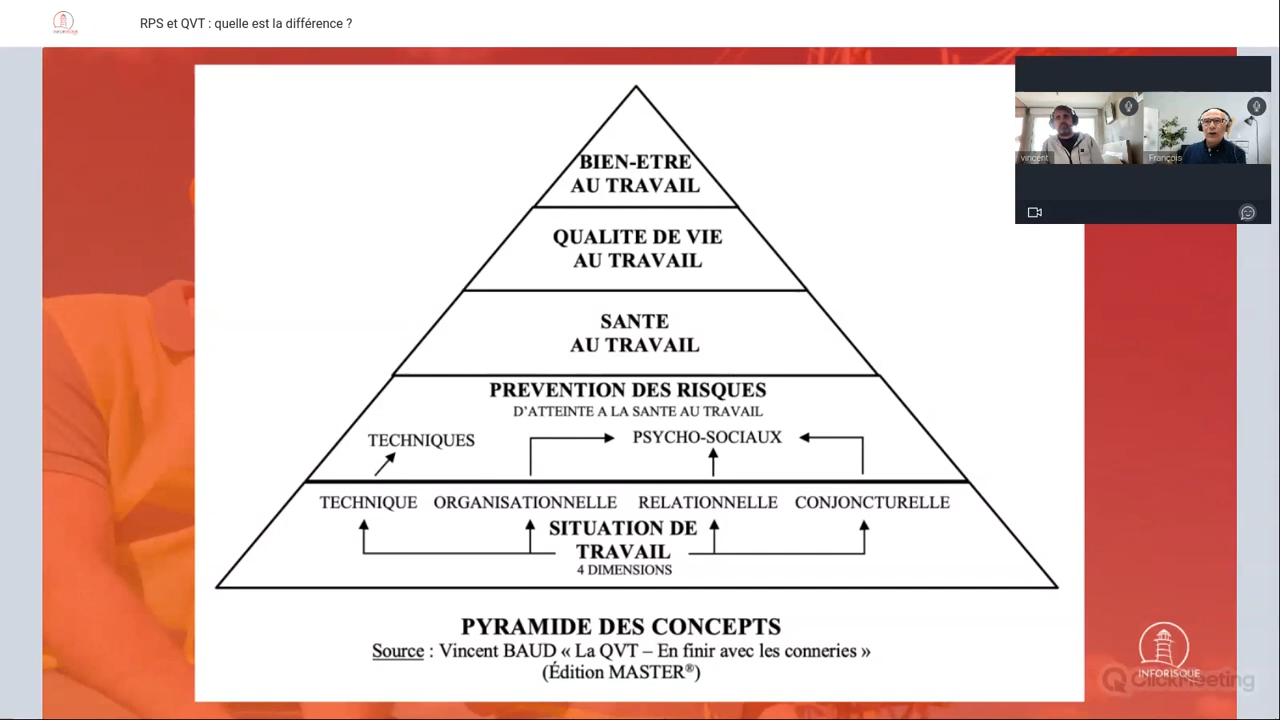 INFORISQUE
RPS et QVT : quelle est la différence ?
vincent
François
BIEN-ETRE
AU TRAVAIL
QUALITE DE VIE
AU TRAVAIL
SANTE
AU TRAVAIL
PREVENTION DES RISQUES
D'ATTEINTE A LA SANTE AU TRAVAIL
TECHNIQUES
PSYCHO-SOCIAUX
TECHNIQUE ORGANISATIONNELLE RELATIONNELLE CONJONCTURELLE
SITUATION DE
TRAVAIL
4 DIMENSIONS
PYRAMIDE DES CONCEPTS
Source : Vincent BAUD « La QVT – En finir avec les conneries »
(Édition MASTER®)
INFORISQUE
ClickMeeting